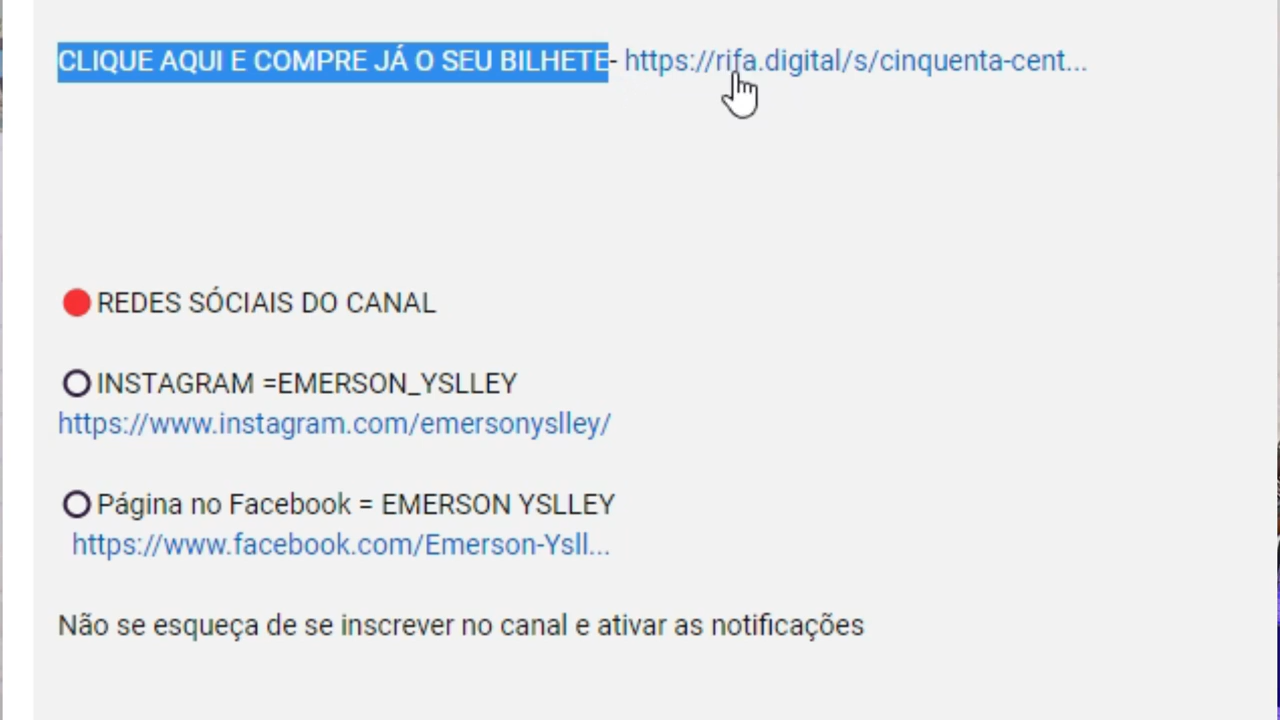 CLIQUE AQUI E COMPRE JÁ O SEU BILHETE- https://rifa.digital/s/cinquenta-cent...
🔴REDES SÓCIAIS DO CANAL
⭕INSTAGRAM =EMERSON_YSLLEY
https://www.instagram.com/emersonyslley/
⭕Página no Facebook = EMERSON YSLLEY
https://www.facebook.com/Emerson-Ysll...
Não se esqueça de se inscrever no canal e ativar as notificações